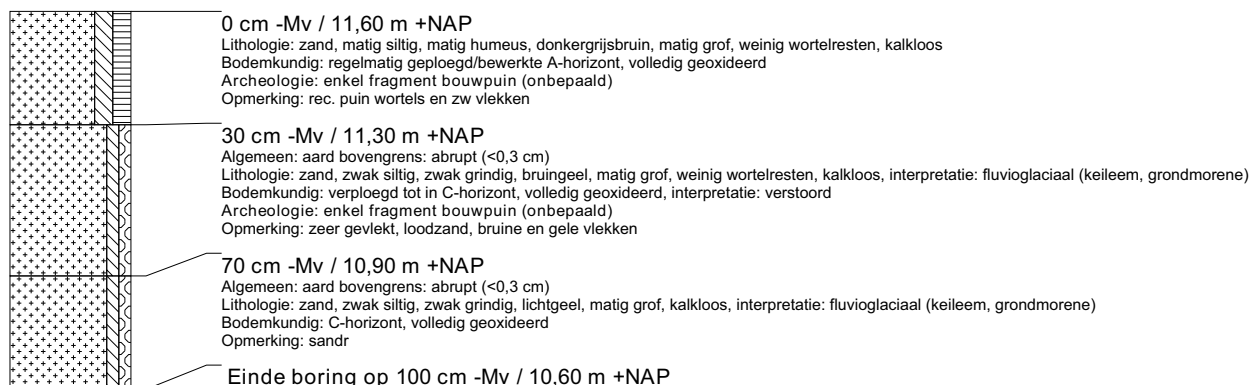 0 cm -Mv / 11,60 m +NAP
Lithologie: zand, matig siltig, matig humeus, donkergrijsbruin, matig grof, weinig wortelresten, kalkloos
Bodemkundig: regelmatig geploegd/bewerkte A-horizont, volledig geoxideerd
Archeologie: enkel fragment bouwpuin (onbepaald)
Opmerking: rec. puin wortels en zw vlekken
30 cm -Mv / 11,30 m +NAP
Algemeen: aard bovengrens: abrupt (<0,3 cm)
Lithologie: zand, zwak siltig, zwak grindig, bruingeel, matig grof, weinig wortelresten, kalkloos, interpretatie: fluvioglaciaal (keileem, grondmorene)
Bodemkundig: verploegd tot in C-horizont, volledig geoxideerd, interpretatie: verstoord
Archeologie: enkel fragment bouwpuin (onbepaald)
Opmerking: zeer gevlekt, loodzand, bruine en gele vlekken
70 cm -Mv / 10,90 m +NAP
Algemeen: aard bovengrens: abrupt (<0,3 cm)
Lithologie: zand, zwak siltig, zwak grindig, lichtgeel, matig grof, kalkloos, interpretatie: fluvioglaciaal (keileem, grondmorene)
Bodemkundig: C-horizont, volledig geoxideerd
Opmerking: sandr
Einde boring op 100 cm -Mv / 10,60 m +NAP